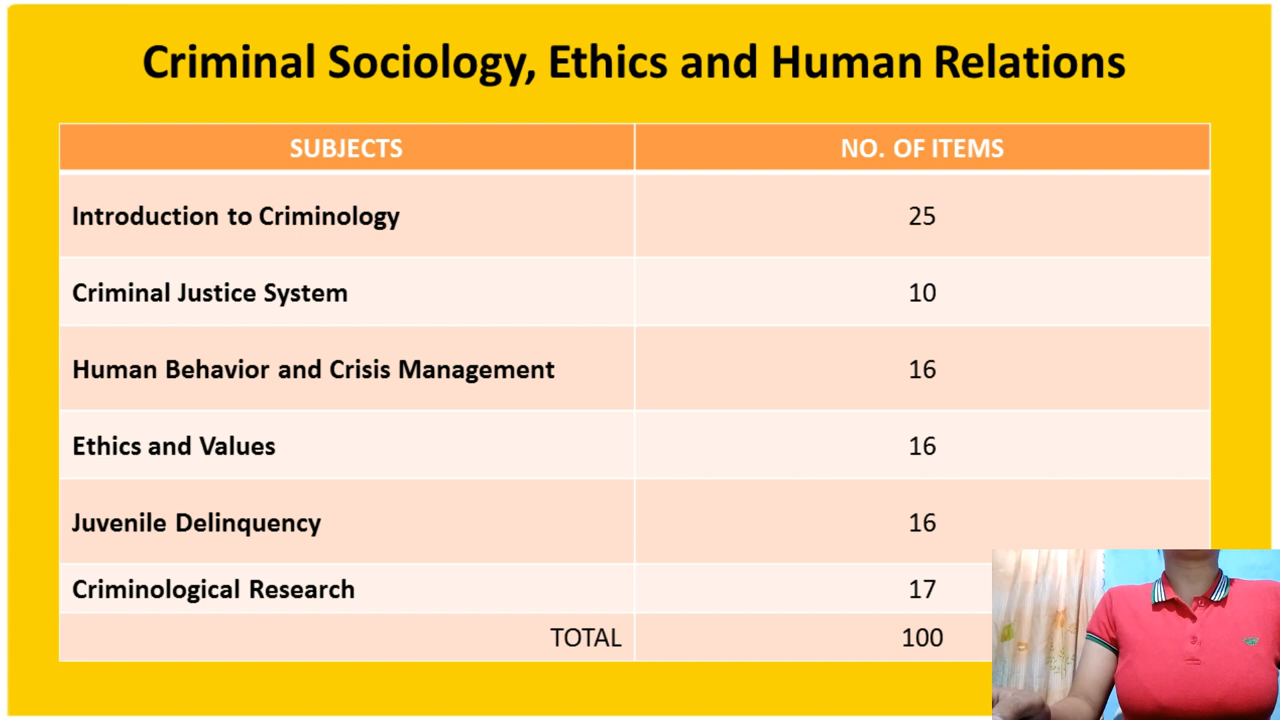 Criminal Sociology, Ethics and Human Relations
SUBJECTS NO. OF ITEMS
Introduction to Criminology 25
Criminal Justice System 10
Human Behavior and Crisis Management 16
Ethics and Values 16
Juvenile Delinquency 16
Criminological Research 17
TOTAL 100